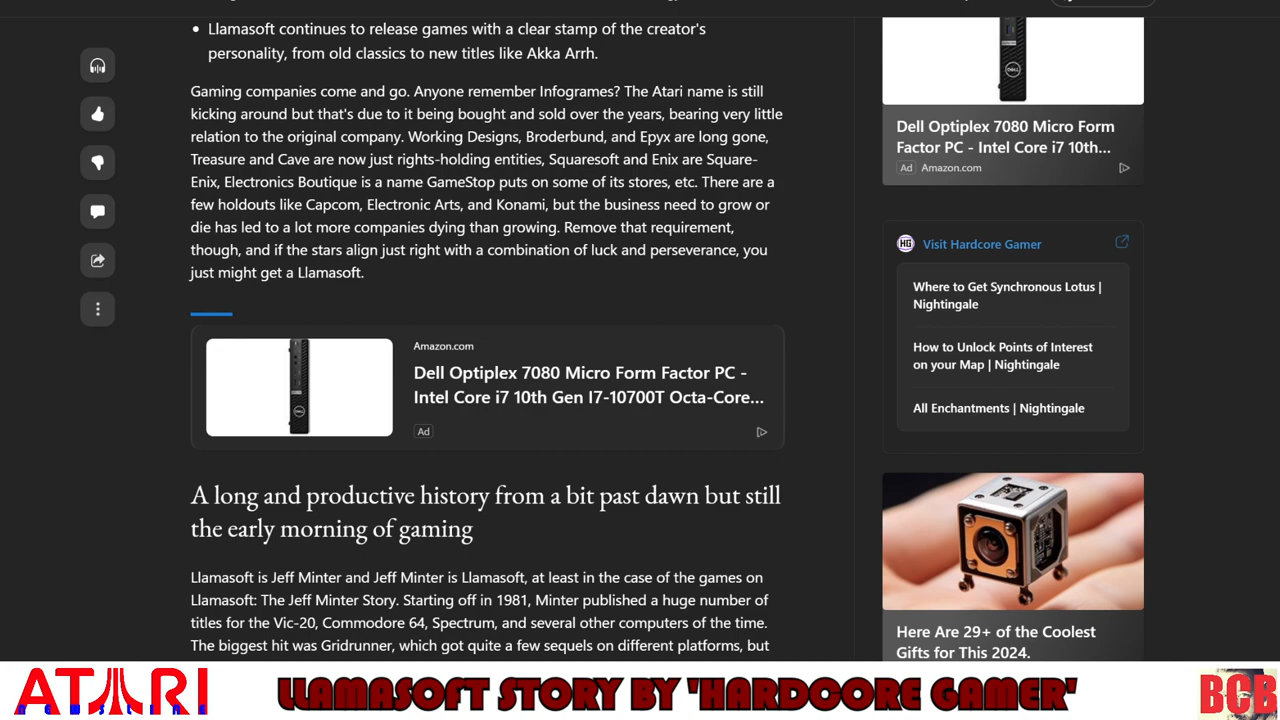 Llamasoft continues to release games with a clear stamp of the creator's
personality, from old classics to new titles like Akka Arrh.
Gaming companies come and go. Anyone remember Infogrames? The Atari name is still
kicking around but that's due to it being bought and sold over the years, bearing very little
relation to the original company. Working Designs, Broderbund, and Epyx are long gone,
Treasure and Cave are now just rights-holding entities, Squaresoft and Enix are Square-
Enix, Electronics Boutique is a name GameStop puts on some of its stores, etc. There are a
few holdouts like Capcom, Electronic Arts, and Konami, but the business need to grow or
die has led to a lot more companies dying than growing. Remove that requirement,
though, and if the stars align just right with a combination of luck and perseverance, you
just might get a Llamasoft.
Amazon.com
Dell Optiplex 7080 Micro Form Factor PC -
Intel Core i7 10th Gen I7-10700T Octa-Core...
Ad
A long and productive history from a bit past dawn but still
the early morning of gaming
Llamasoft is Jeff Minter and Jeff Minter is Llamasoft, at least in the case of the games on
Llamasoft: The Jeff Minter Story. Starting off in 1981, Minter published a huge number of
titles for the Vic-20, Commodore 64, Spectrum, and several other computers of the time.
The biggest hit was Gridrunner, which got quite a few sequels on different platforms, but
DELL
Dell Optiplex 7080 Micro Form
Factor PC - Intel Core i7 10th...
Ad Amazon.com
HG Visit Hardcore Gamer
Where to Get Synchronous Lotus |
Nightingale
How to Unlock Points of Interest
on your Map | Nightingale
All Enchantments | Nightingale
Here Are 29+ of the Coolest
Gifts for This 2024.
ATARI
NEWSLINE
LLAMASOFT STORY BY 'HARDCORE GAMER'
BCB